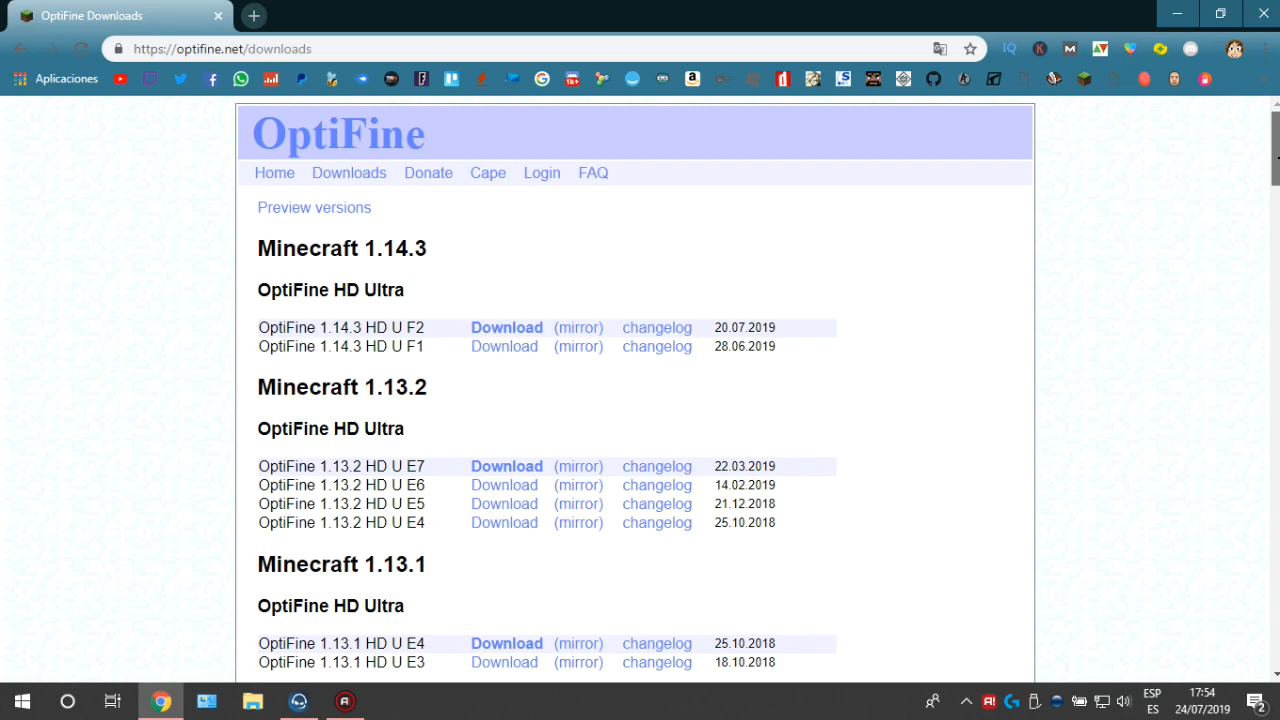 OptiFine Downloads
https://optifine.net/downloads
Aplicaciones
OptiFine
Home Downloads Donate Cape Login FAQ
Preview versions
Minecraft 1.14.3
OptiFine HD Ultra
OptiFine 1.14.3 HD U F2 Download (mirror) changelog 20.07.2019
OptiFine 1.14.3 HD U F1 Download (mirror) changelog 28.06.2019
Minecraft 1.13.2
OptiFine HD Ultra
OptiFine 1.13.2 HD U E7 Download (mirror) changelog 22.03.2019
OptiFine 1.13.2 HD U E6 Download (mirror) changelog 14.02.2019
OptiFine 1.13.2 HD U E5 Download (mirror) changelog 21.12.2018
OptiFine 1.13.2 HD U E4 Download (mirror) changelog 25.10.2018
Minecraft 1.13.1
OptiFine HD Ultra
OptiFine 1.13.1 HD U E4 Download (mirror) changelog 25.10.2018
OptiFine 1.13.1 HD U E3 Download (mirror) changelog 18.10.2018
ESP 17:54
ES 24/07/2019 2